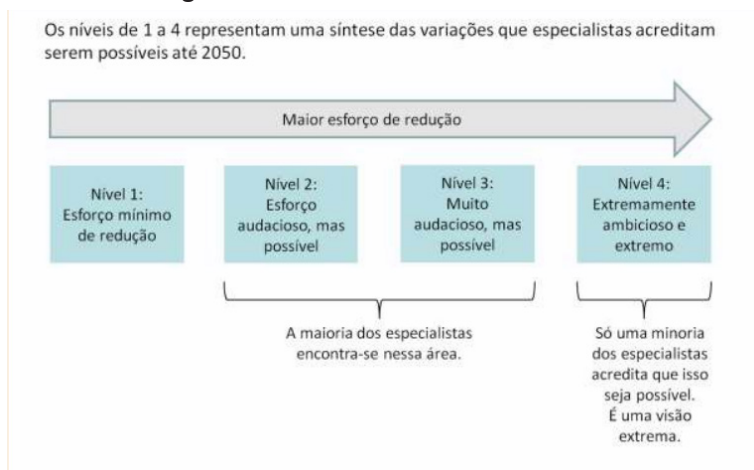 Os níveis de 1 a 4 representam uma síntese das variações que especialistas acreditam
serem possíveis até 2050.
Maior esforço de redução
Nível 1:
Esforço mínimo
de redução
Nível 2:
Esforço
audacioso, mas
possível
Nível 3:
Muito
audacioso, mas
possível
Nível 4:
Extremamente
ambicioso e
extremo
A maioria dos especialistas
encontra-se nessa área.
Só uma minoria
dos especialistas
acredita que isso
seja possível.
É uma visão
extrema.